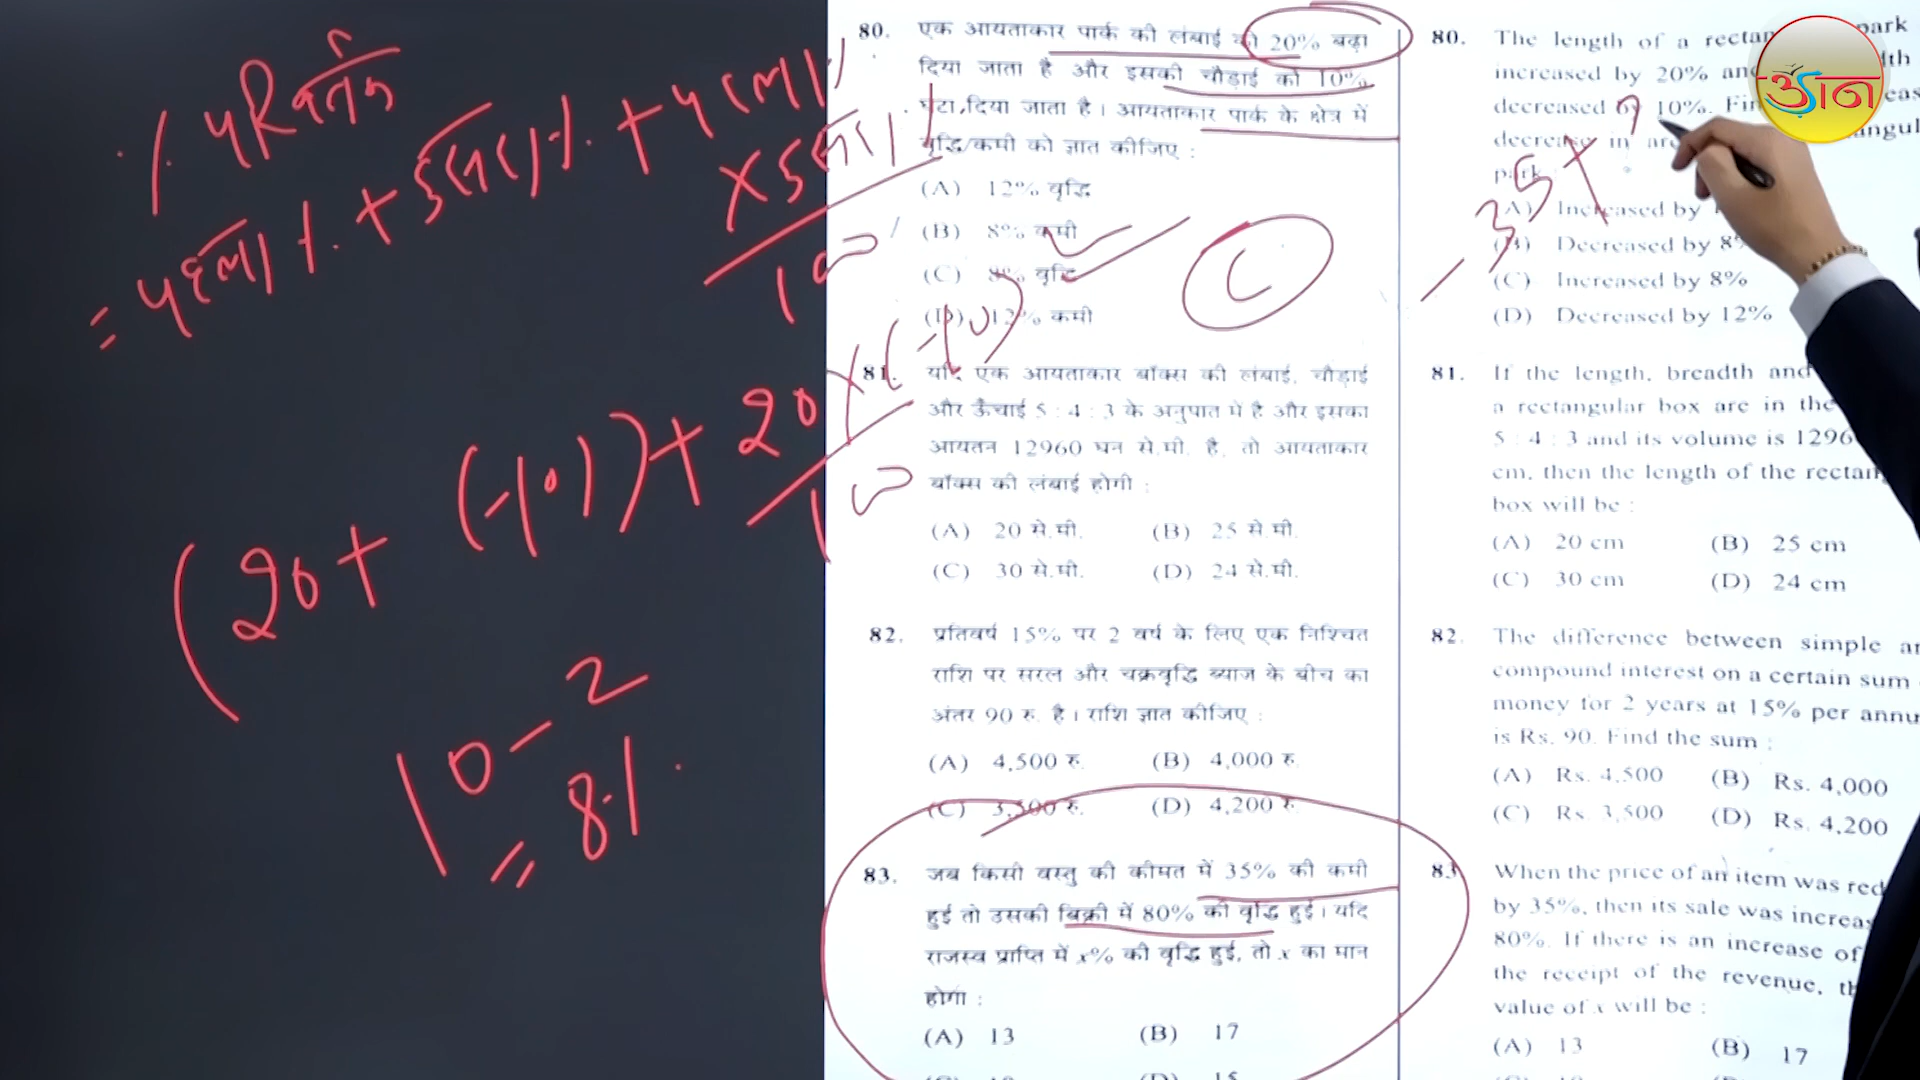 % परिवर्तन
= पहला % + दूसरा % + पहला %
× दूसरा %
100
(20 + (-10)) + 20 × (-10)
100
10 - 2
= 8%
80. एक आयताकार पार्क की लंबाई को 20% बढ़ा
दिया जाता है और इसकी चौड़ाई को 10%
घटा दिया जाता है। आयताकार पार्क के क्षेत्र में
वृद्धि/कमी को ज्ञात कीजिए :
(A) 12% वृद्धि
(B) 8% कमी
(C) 8% वृद्धि
(D) 12% कमी
C
81. यदि एक आयताकार बॉक्स की लंबाई, चौड़ाई
और ऊँचाई 5 : 4 : 3 के अनुपात में है और इसका
आयतन 12960 घन से.मी. है, तो आयताकार
बॉक्स की लंबाई होगी :
(A) 20 से.मी. (B) 25 से.मी.
(C) 30 से.मी. (D) 24 से.मी.
82. प्रतिवर्ष 15% पर 2 वर्ष के लिए एक निश्चित
राशि पर सरल और चक्रवृद्धि ब्याज के बीच का
अंतर 90 रु. है। राशि ज्ञात कीजिए :
(A) 4,500 रु. (B) 4,000 रु.
(C) 3,500 रु. (D) 4,200 रु.
83. जब किसी वस्तु की कीमत में 35% की कमी
हुई तो उसकी बिक्री में 80% की वृद्धि हुई। यदि
राजस्व प्राप्ति में x% की वृद्धि हुई, तो x का मान
होगा :
(A) 13 (B) 17
80. The length of a park
increased by 20%
decreased by 10%.
decrease in
park
(A) Increased by
(B) Decreased by
(C) Increased by 8%
(D) Decreased by 12%
- 35 +
उड़ान
81. If the length, breadth and
a rectangular box are in the
5 : 4 : 3 and its volume is
cm, then the length of the
box will be :
(A) 20 cm (B) 25 cm
(C) 30 cm (D) 24 cm
82. The difference between simple
compound interest on a certain sum
money for 2 years at 15% per
is Rs. 90. Find the sum :
(A) Rs. 4,500 (B) Rs. 4,000
(C) Rs. 3,500 (D) Rs. 4,200
83 When the price of an item was
by 35%, then its sale was
80%. If there is an increase of
the receipt of the revenue,
value of x will be :
(A) 13 (B) 17